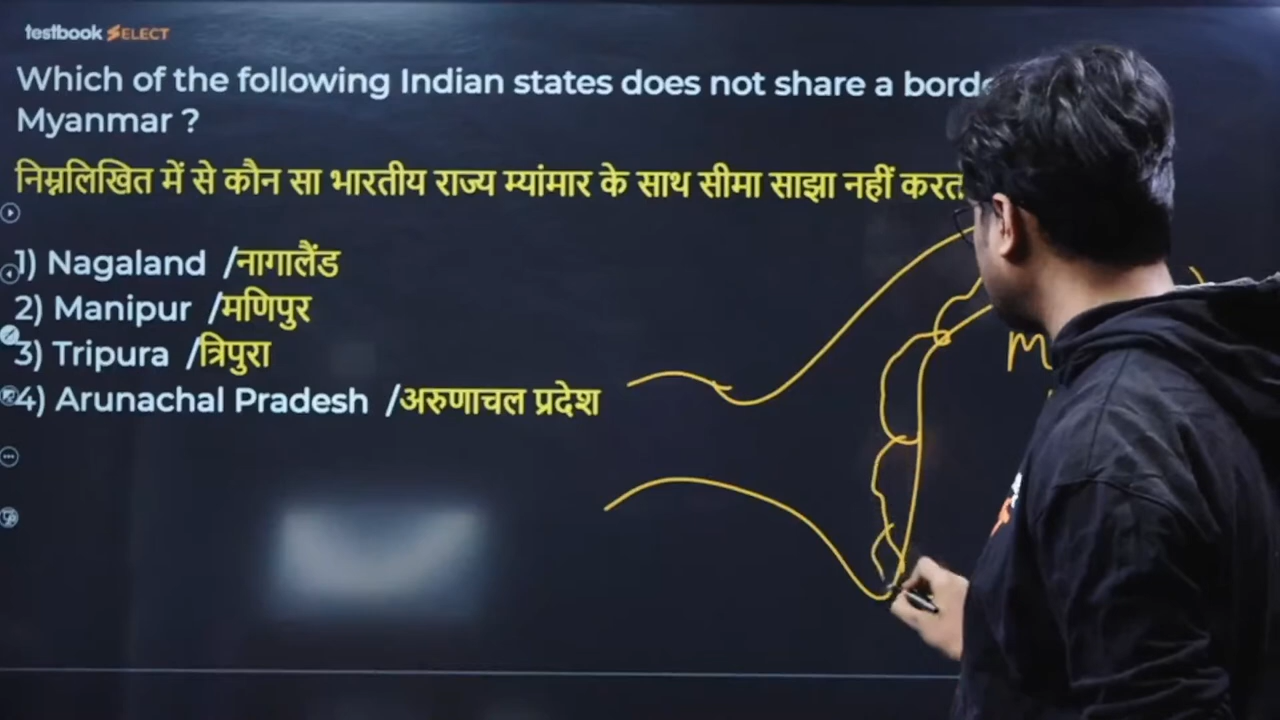 testbook SELECT
Which of the following Indian states does not share a borde
Myanmar ?
निम्नलिखित में से कौन सा भारतीय राज्य म्यांमार के साथ सीमा साझा नहीं करत
1) Nagaland /नागालैंड
2) Manipur /मणिपुर
3) Tripura /त्रिपुरा
4) Arunachal Pradesh /अरुणाचल प्रदेश
M